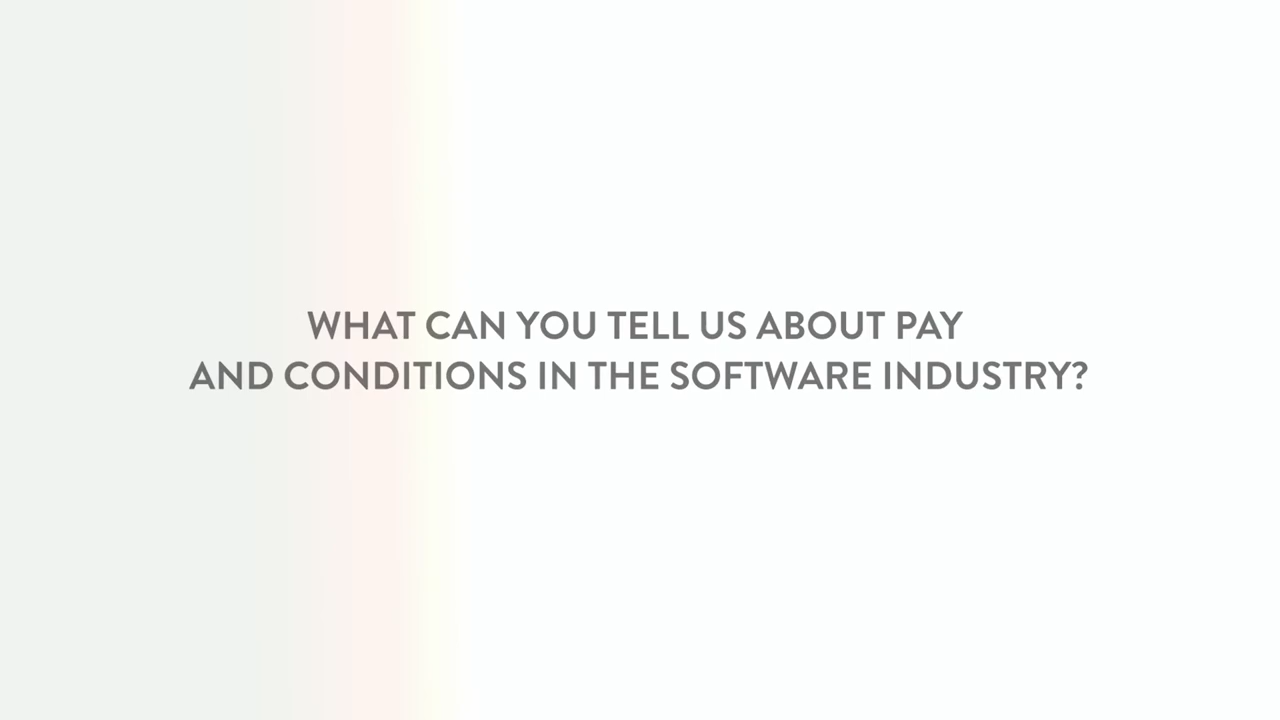 WHAT CAN YOU TELL US ABOUT PAY
AND CONDITIONS IN THE SOFTWARE INDUSTRY?